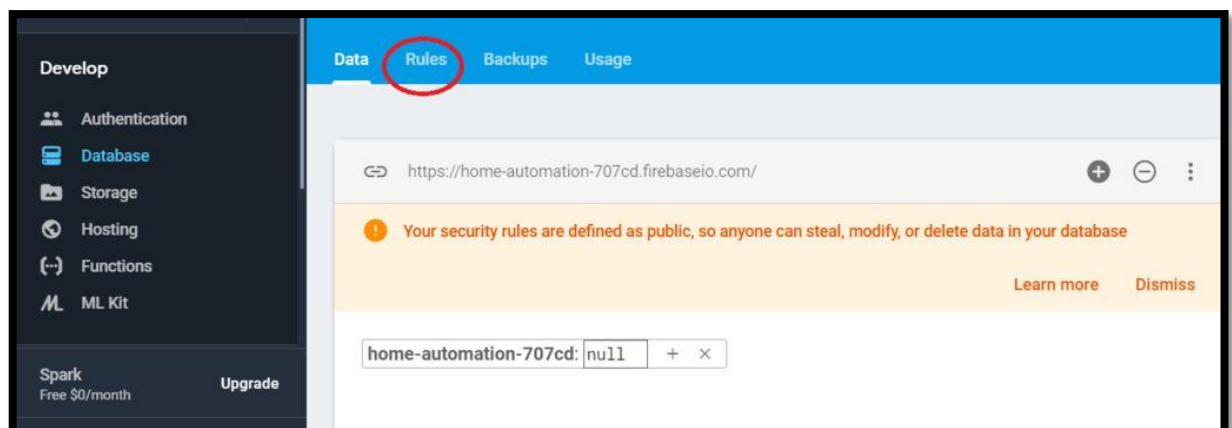 Develop
Authentication
Database
Storage
Hosting
Functions
ML Kit
Spark
Free $0/month
Upgrade
Data Rules Backups Usage
https://home-automation-707cd.firebaseio.com/
Your security rules are defined as public, so anyone can steal, modify, or delete data in your database
Learn more Dismiss
home-automation-707cd: null